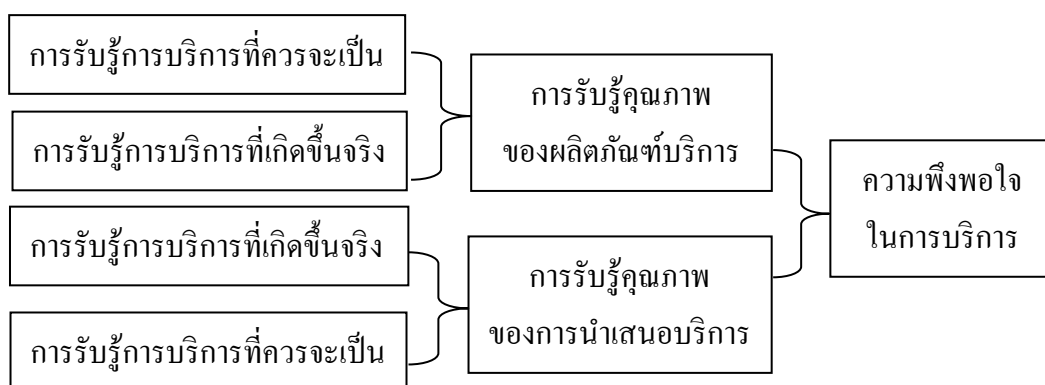 การรับรู้การบริการที่ควรจะเป็น
การรับรู้การบริการที่เกิดขึ้นจริง
การรับรู้การบริการที่เกิดขึ้นจริง
การรับรู้การบริการที่ควรจะเป็น
การรับรู้คุณภาพ
ของผลิตภัณฑ์บริการ
การรับรู้คุณภาพ
ของการนำเสนอบริการ
ความพึงพอใจ
ในการบริการ